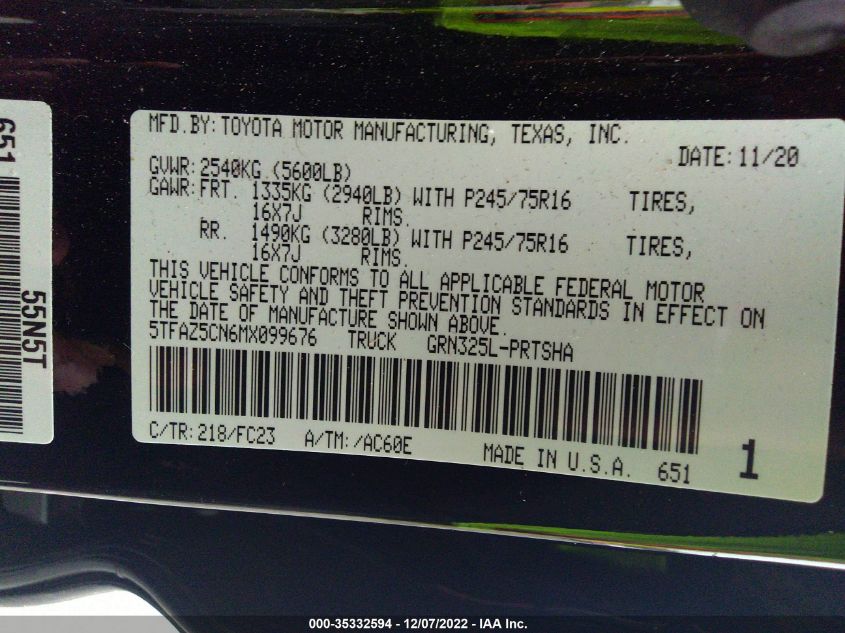 MFD.BY: TOYOTA MOTOR MANUFACTURING, TEXAS, INC.
DATE: 11/20
GVWR: 2540KG (5600LB)
GAWR: FRT. 1335KG (2940LB) WITH P245/75R16 TIRES,
16X7J RIMS.
RR. 1490KG (3280LB) WITH P245/75R16 TIRES,
16X7J RIMS.
THIS VEHICLE CONFORMS TO ALL APPLICABLE FEDERAL MOTOR
VEHICLE SAFETY AND THEFT PREVENTION STANDARDS IN EFFECT ON
THE DATE OF MANUFACTURE SHOWN ABOVE.
5TFAZ5CN6MX099676 TRUCK GRN325L-PRTSHA
C/TR: 218/FC23 A/TM: /AC60E MADE IN U.S.A. 651 1
651
55N5T
000-35332594 - 12/07/2022 - IAA Inc.